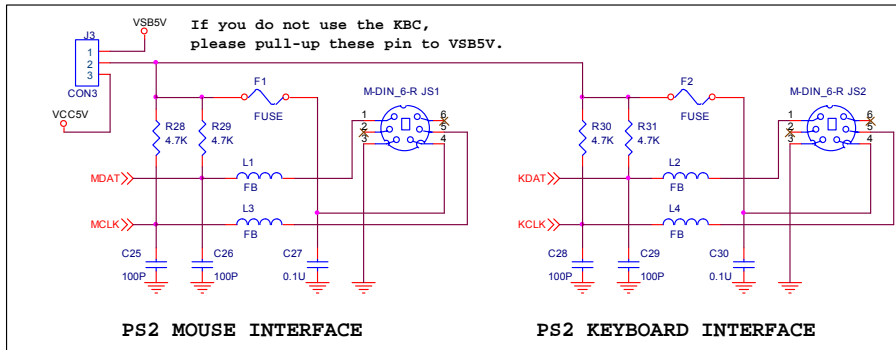 If you do not use the KBC,
please pull-up these pin to VSB5V.
VSB5V
J3
1
2
3
CON3
VCC5V
R28
4.7K
R29
4.7K
F1
FUSE
M-DIN_6-R JS1
1
2
3
6
5
4
MDAT
L1
FB
MCLK
L3
FB
C25
100P
C26
100P
C27
0.1U
PS2 MOUSE INTERFACE
R30
4.7K
R31
4.7K
F2
FUSE
M-DIN_6-R JS2
1
2
3
6
5
4
KDAT
L2
FB
KCLK
L4
FB
C28
100P
C29
100P
C30
0.1U
PS2 KEYBOARD INTERFACE